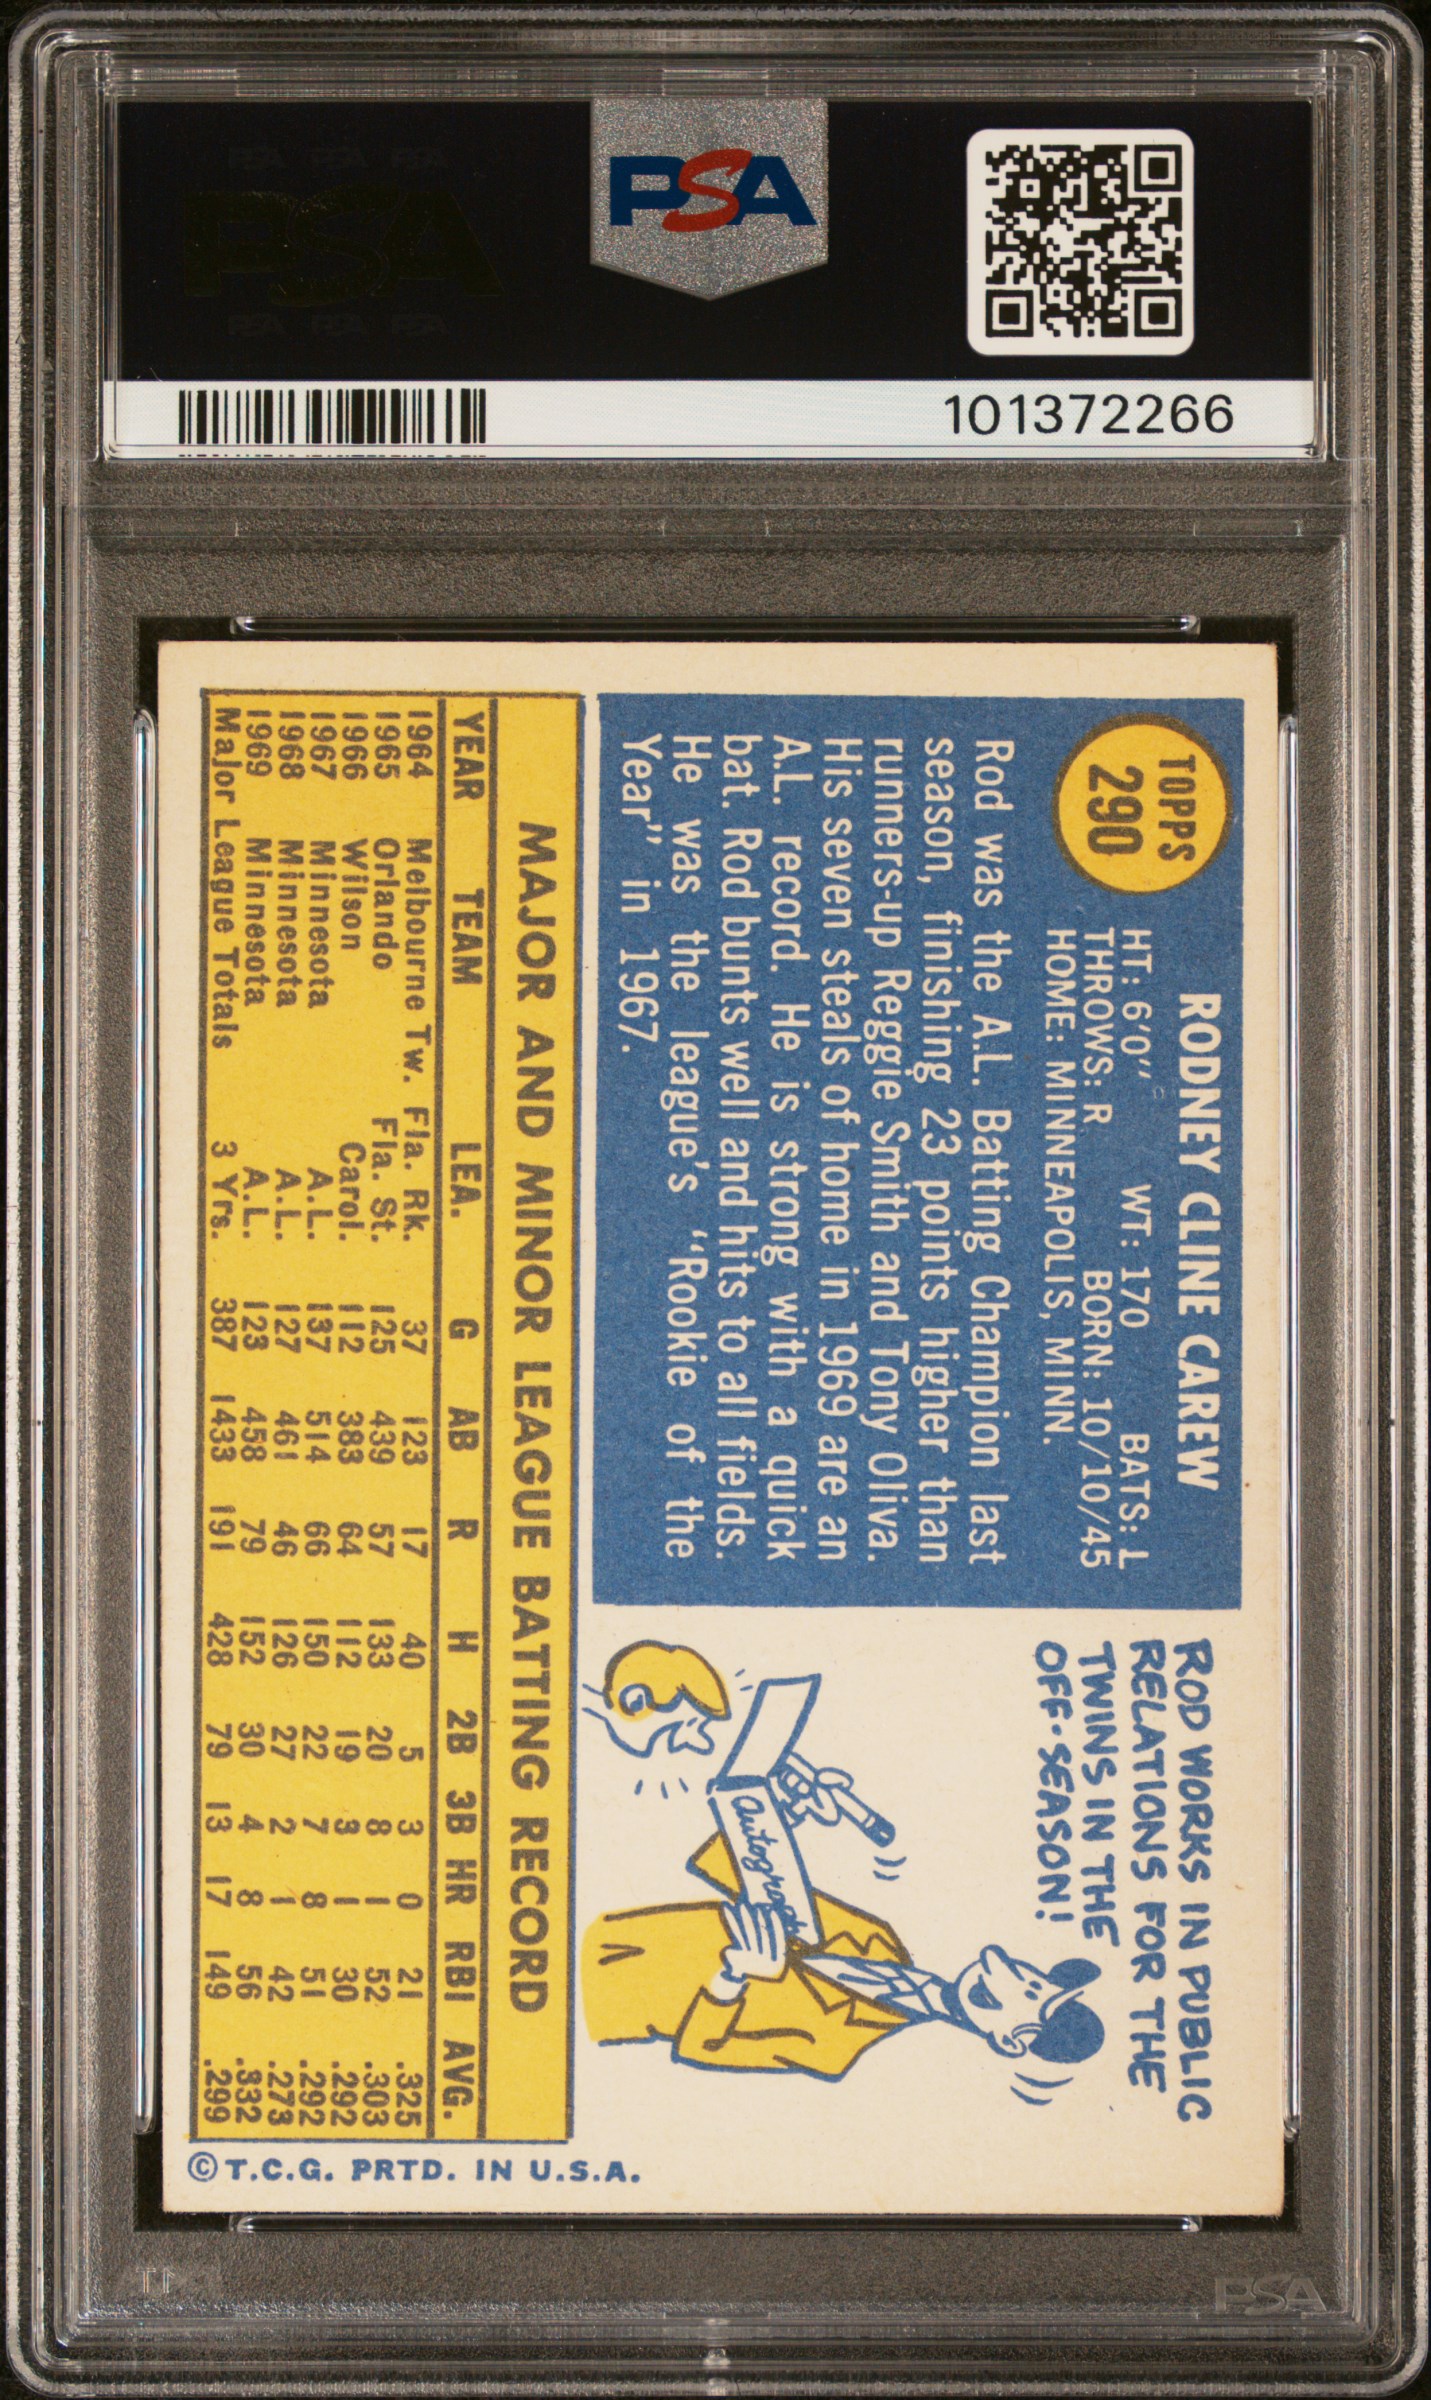 PSA
101372266
TOPPS
290
RODNEY CLINE CAREW
HT: 6'0" WT: 170 BATS: L
THROWS: R BORN: 10/10/45
HOME: MINNEAPOLIS, MINN.
Rod was the A.L. Batting Champion last
season, finishing 23 points higher than
runners-up Reggie Smith and Tony Oliva.
His seven steals of home in 1969 are an
A.L. record. He is strong with a quick
bat. Rod bunts well and hits to all fields.
He was the league's "Rookie of the
Year" in 1967.
ROD WORKS IN PUBLIC
RELATIONS FOR THE
TWINS IN THE
OFF-SEASON!
Autograph
MAJOR AND MINOR LEAGUE BATTING RECORD
YEAR TEAM LEA. G AB R H 2B 3B HR RBI AVG.
1964 Melbourne Tw. Fla. Rk. 37 123 17 40 5 3 0 21 .325
1965 Orlando Fla. St. 125 439 57 133 20 8 1 52 .303
1966 Wilson Carol. 112 383 64 112 19 3 1 30 .292
1967 Minnesota A.L. 137 514 66 150 22 7 8 51 .292
1968 Minnesota A.L. 127 461 46 126 27 2 1 42 .273
1969 Minnesota A.L. 123 458 79 152 30 4 8 56 .332
Major League Totals 3 Yrs. 387 1433 191 428 79 13 17 149 .299
©T.C.G. PRTD. IN U.S.A.
PSA